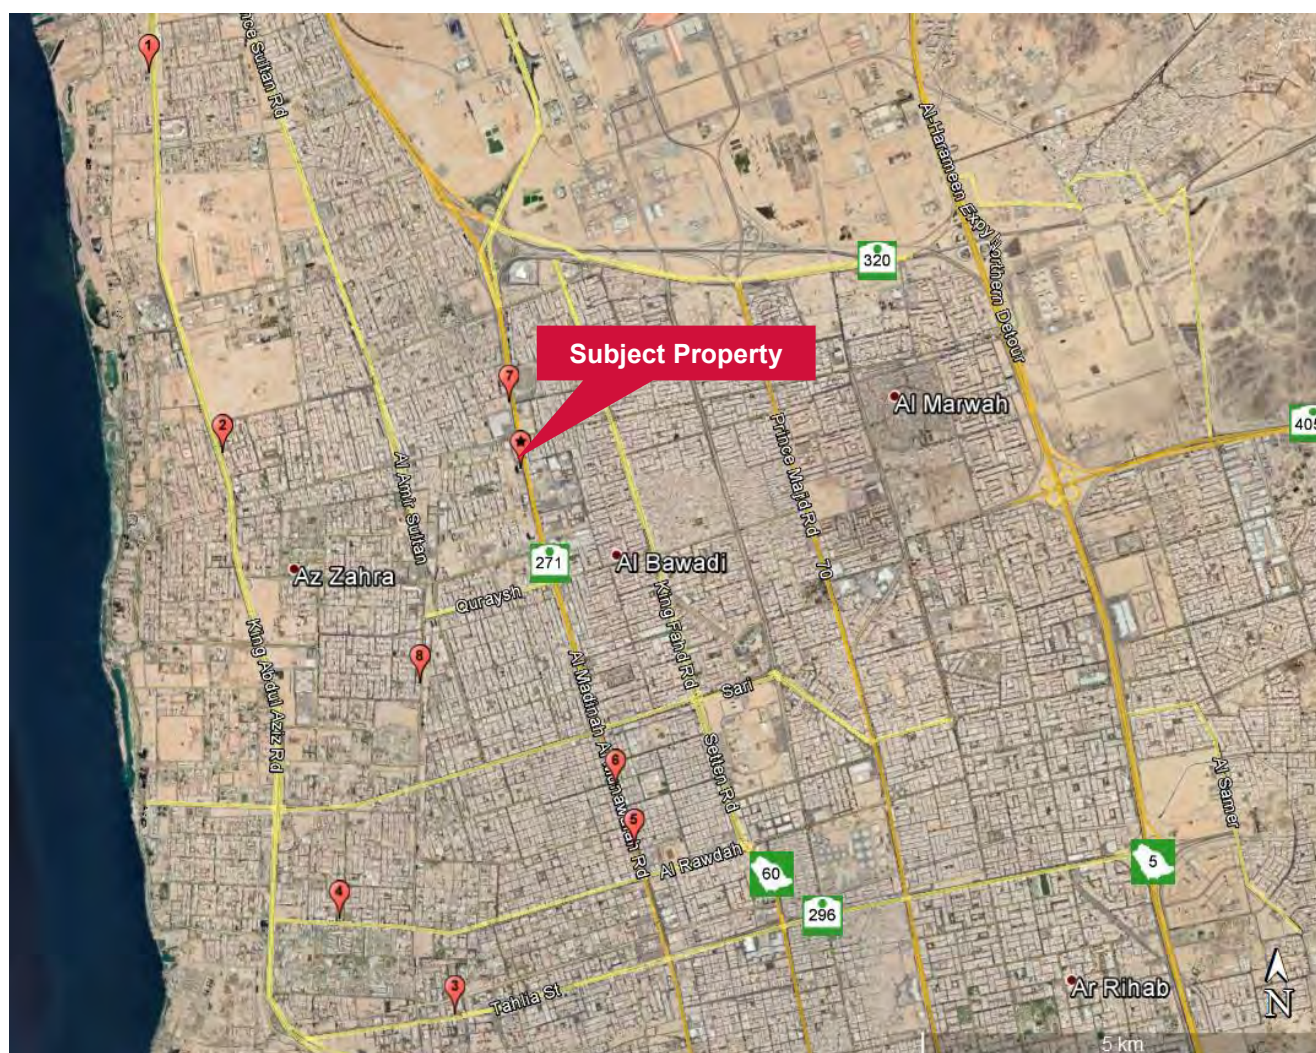 1
nce Sultan Rd
Al-Harameen Expy Northern Detour
320
Subject Property
7
Al Marwah
2
405
Prince Majd Rd
70
Al Amir Sultan
271
Al Bawadi
Az Zahra
Quraysh
King Fahd Rd
King Abdul Aziz Rd
8
Al Madinah Al Munawarah Rd
Sari
Setten Rd
6
Al Samer
5
Al Rawdah
60
5
4
296
3
Tahlia St
Ar Rihab
N
5 km